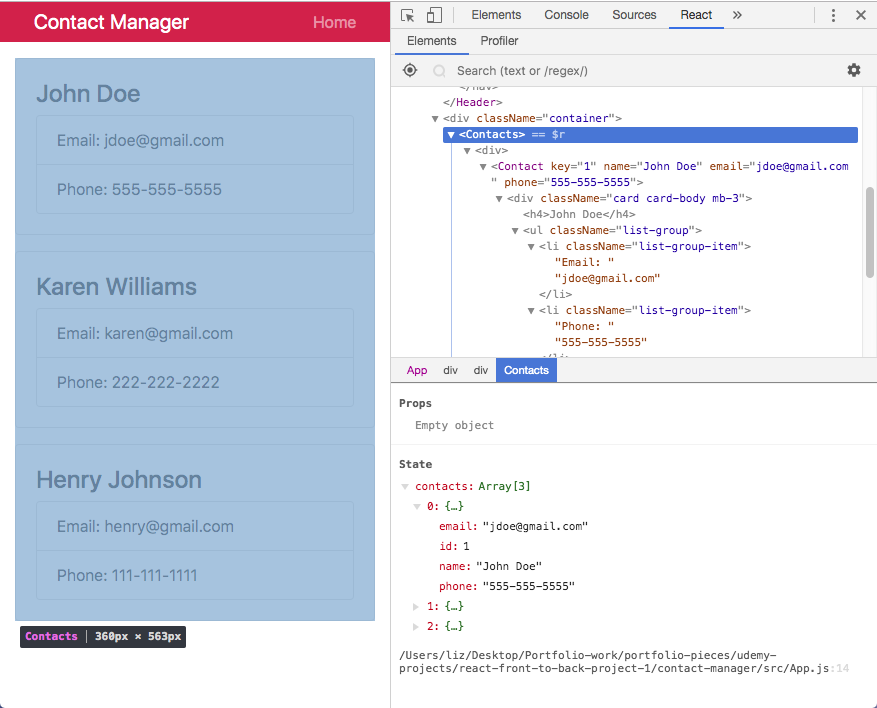 Contact Manager
Home
John Doe
Email: jdoe@gmail.com
Phone: 555-555-5555
Karen Williams
Email: karen@gmail.com
Phone: 222-222-2222
Henry Johnson
Email: henry@gmail.com
Phone: 111-111-1111
Contacts | 360px × 563px
Elements Console Sources React »
Elements Profiler
Search (text or /regex/)
</nav>
</Header>
<div className="container">
<Contacts> == $r
<div>
<Contact key="1" name="John Doe" email="jdoe@gmail.com
" phone="555-555-5555">
<div className="card card-body mb-3">
<h4>John Doe</h4>
<ul className="list-group">
<li className="list-group-item">
"Email: "
"jdoe@gmail.com"
</li>
<li className="list-group-item">
"Phone: "
"555-555-5555"
</li>
App div div Contacts
Props
Empty object
State
contacts: Array[3]
0: {…}
email: "jdoe@gmail.com"
id: 1
name: "John Doe"
phone: "555-555-5555"
1: {…}
2: {…}
/Users/liz/Desktop/Portfolio-work/portfolio-pieces/udemy-
projects/react-front-to-back-project-1/contact-manager/src/App.js:14